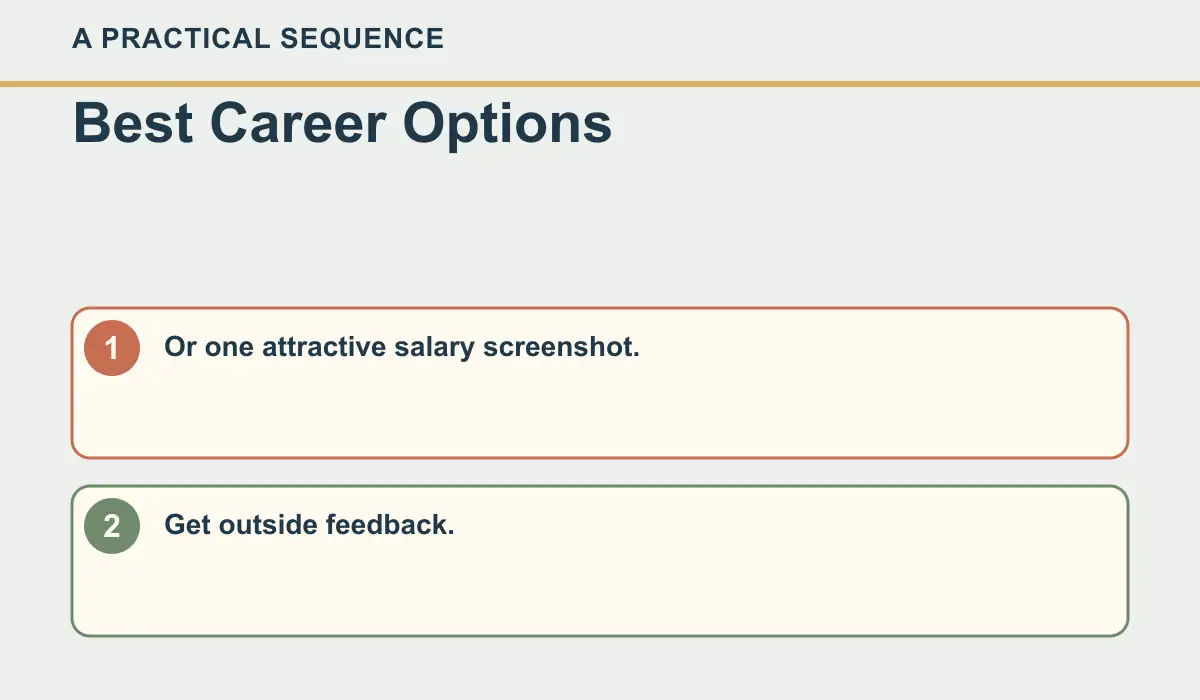 A PRACTICAL SEQUENCE
Best Career Options
1 Or one attractive salary screenshot.
2 Get outside feedback.